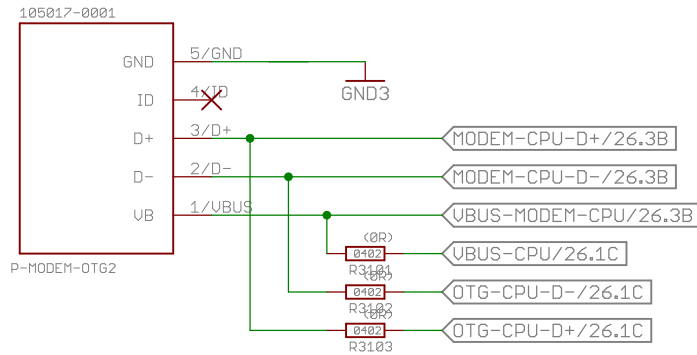 105017-0001
GND 5/GND
GND3
ID 4/ID
D+ 3/D+ MODEM-CPU-D+/26.3B
D- 2/D- MODEM-CPU-D-/26.3B
VB 1/VBUS VBUS-MODEM-CPU/26.3B
(0R)
0402 VBUS-CPU/26.1C
P-MODEM-OTG2
R3101
(0R)
0402 OTG-CPU-D-/26.1C
R3102
(0R)
0402 OTG-CPU-D+/26.1C
R3103